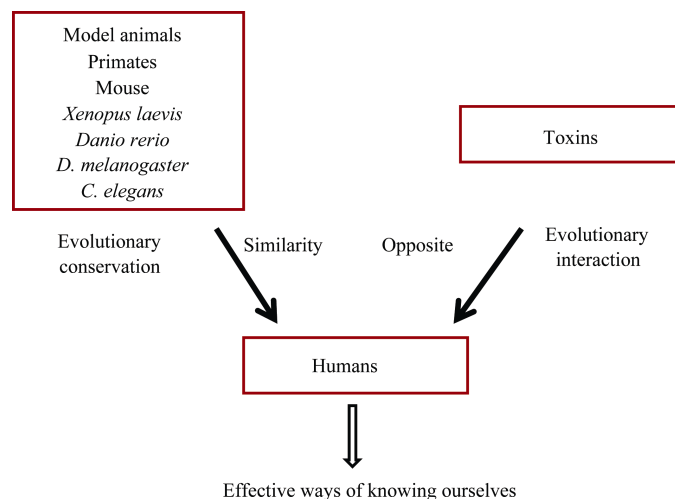 Model animals
Primates
Mouse
Xenopus laevis
Danio rerio
D. melanogaster
C. elegans
Toxins
Evolutionary
conservation
Similarity
Opposite
Evolutionary
interaction
Humans
Effective ways of knowing ourselves